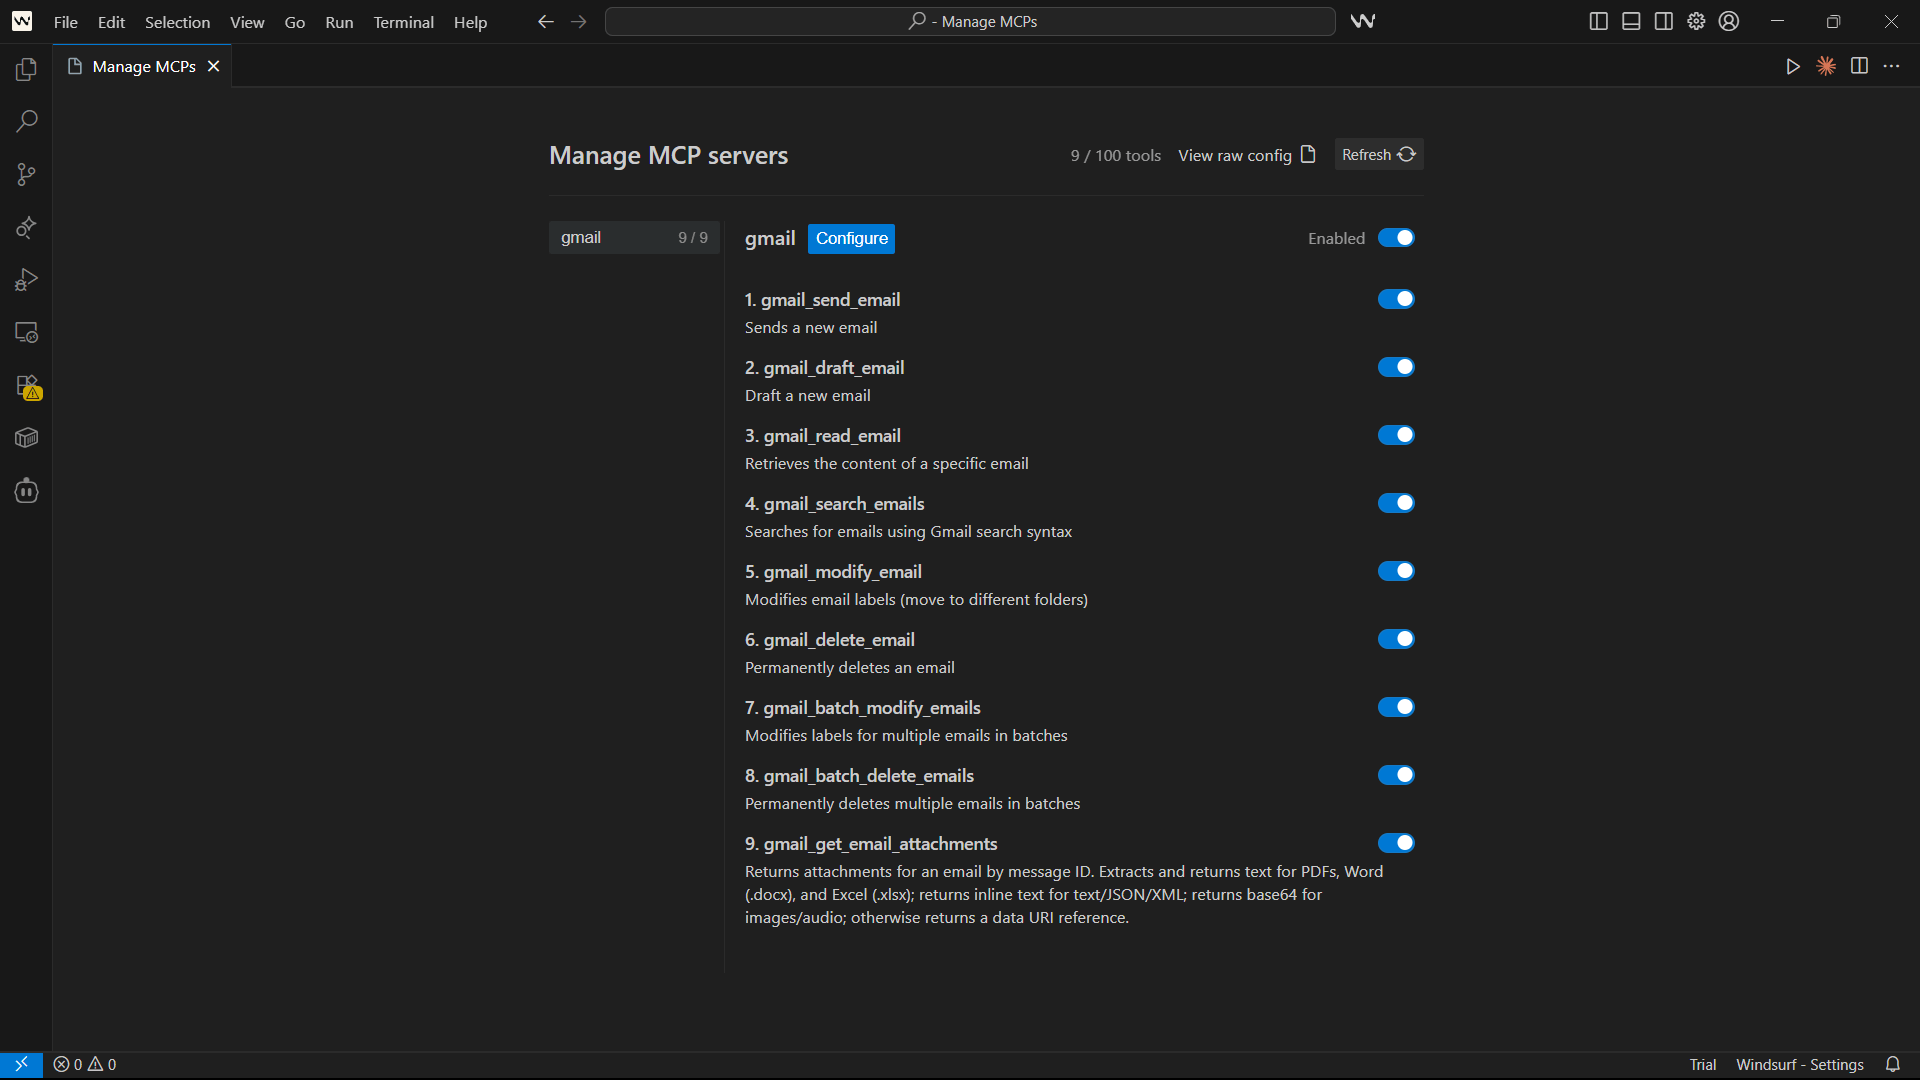 File Edit Selection View Go Run Terminal Help
- Manage MCPs
Manage MCPs
Manage MCP servers
9 / 100 tools
View raw config
Refresh
gmail 9 / 9
gmail
Configure
Enabled
1. gmail_send_email
Sends a new email
2. gmail_draft_email
Draft a new email
3. gmail_read_email
Retrieves the content of a specific email
4. gmail_search_emails
Searches for emails using Gmail search syntax
5. gmail_modify_email
Modifies email labels (move to different folders)
6. gmail_delete_email
Permanently deletes an email
7. gmail_batch_modify_emails
Modifies labels for multiple emails in batches
8. gmail_batch_delete_emails
Permanently deletes multiple emails in batches
9. gmail_get_email_attachments
Returns attachments for an email by message ID. Extracts and returns text for PDFs, Word
(.docx), and Excel (.xlsx); returns inline text for text/JSON/XML; returns base64 for
images/audio; otherwise returns a data URI reference.
0 0
Trial
Windsurf - Settings